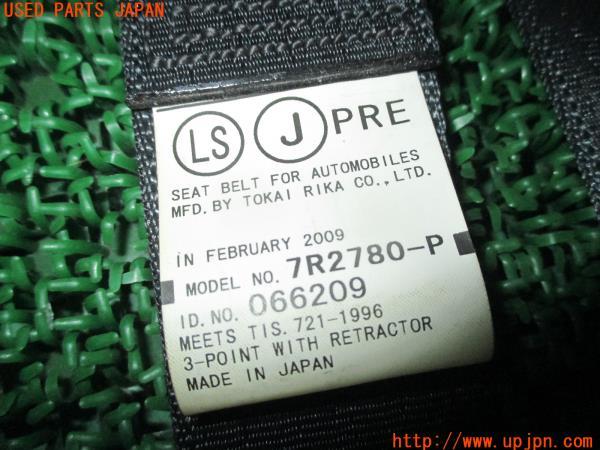 USED PARTS JAPAN
LS J PRE
SEAT BELT FOR AUTOMOBILES
MFD. BY TOKAI RIKA CO., LTD.
IN FEBRUARY 2009
MODEL NO. 7R2780-P
ID. NO. 066209
MEETS TIS. 721-1996
3-POINT WITH RETRACTOR
MADE IN JAPAN
http://www.upjpn.com/